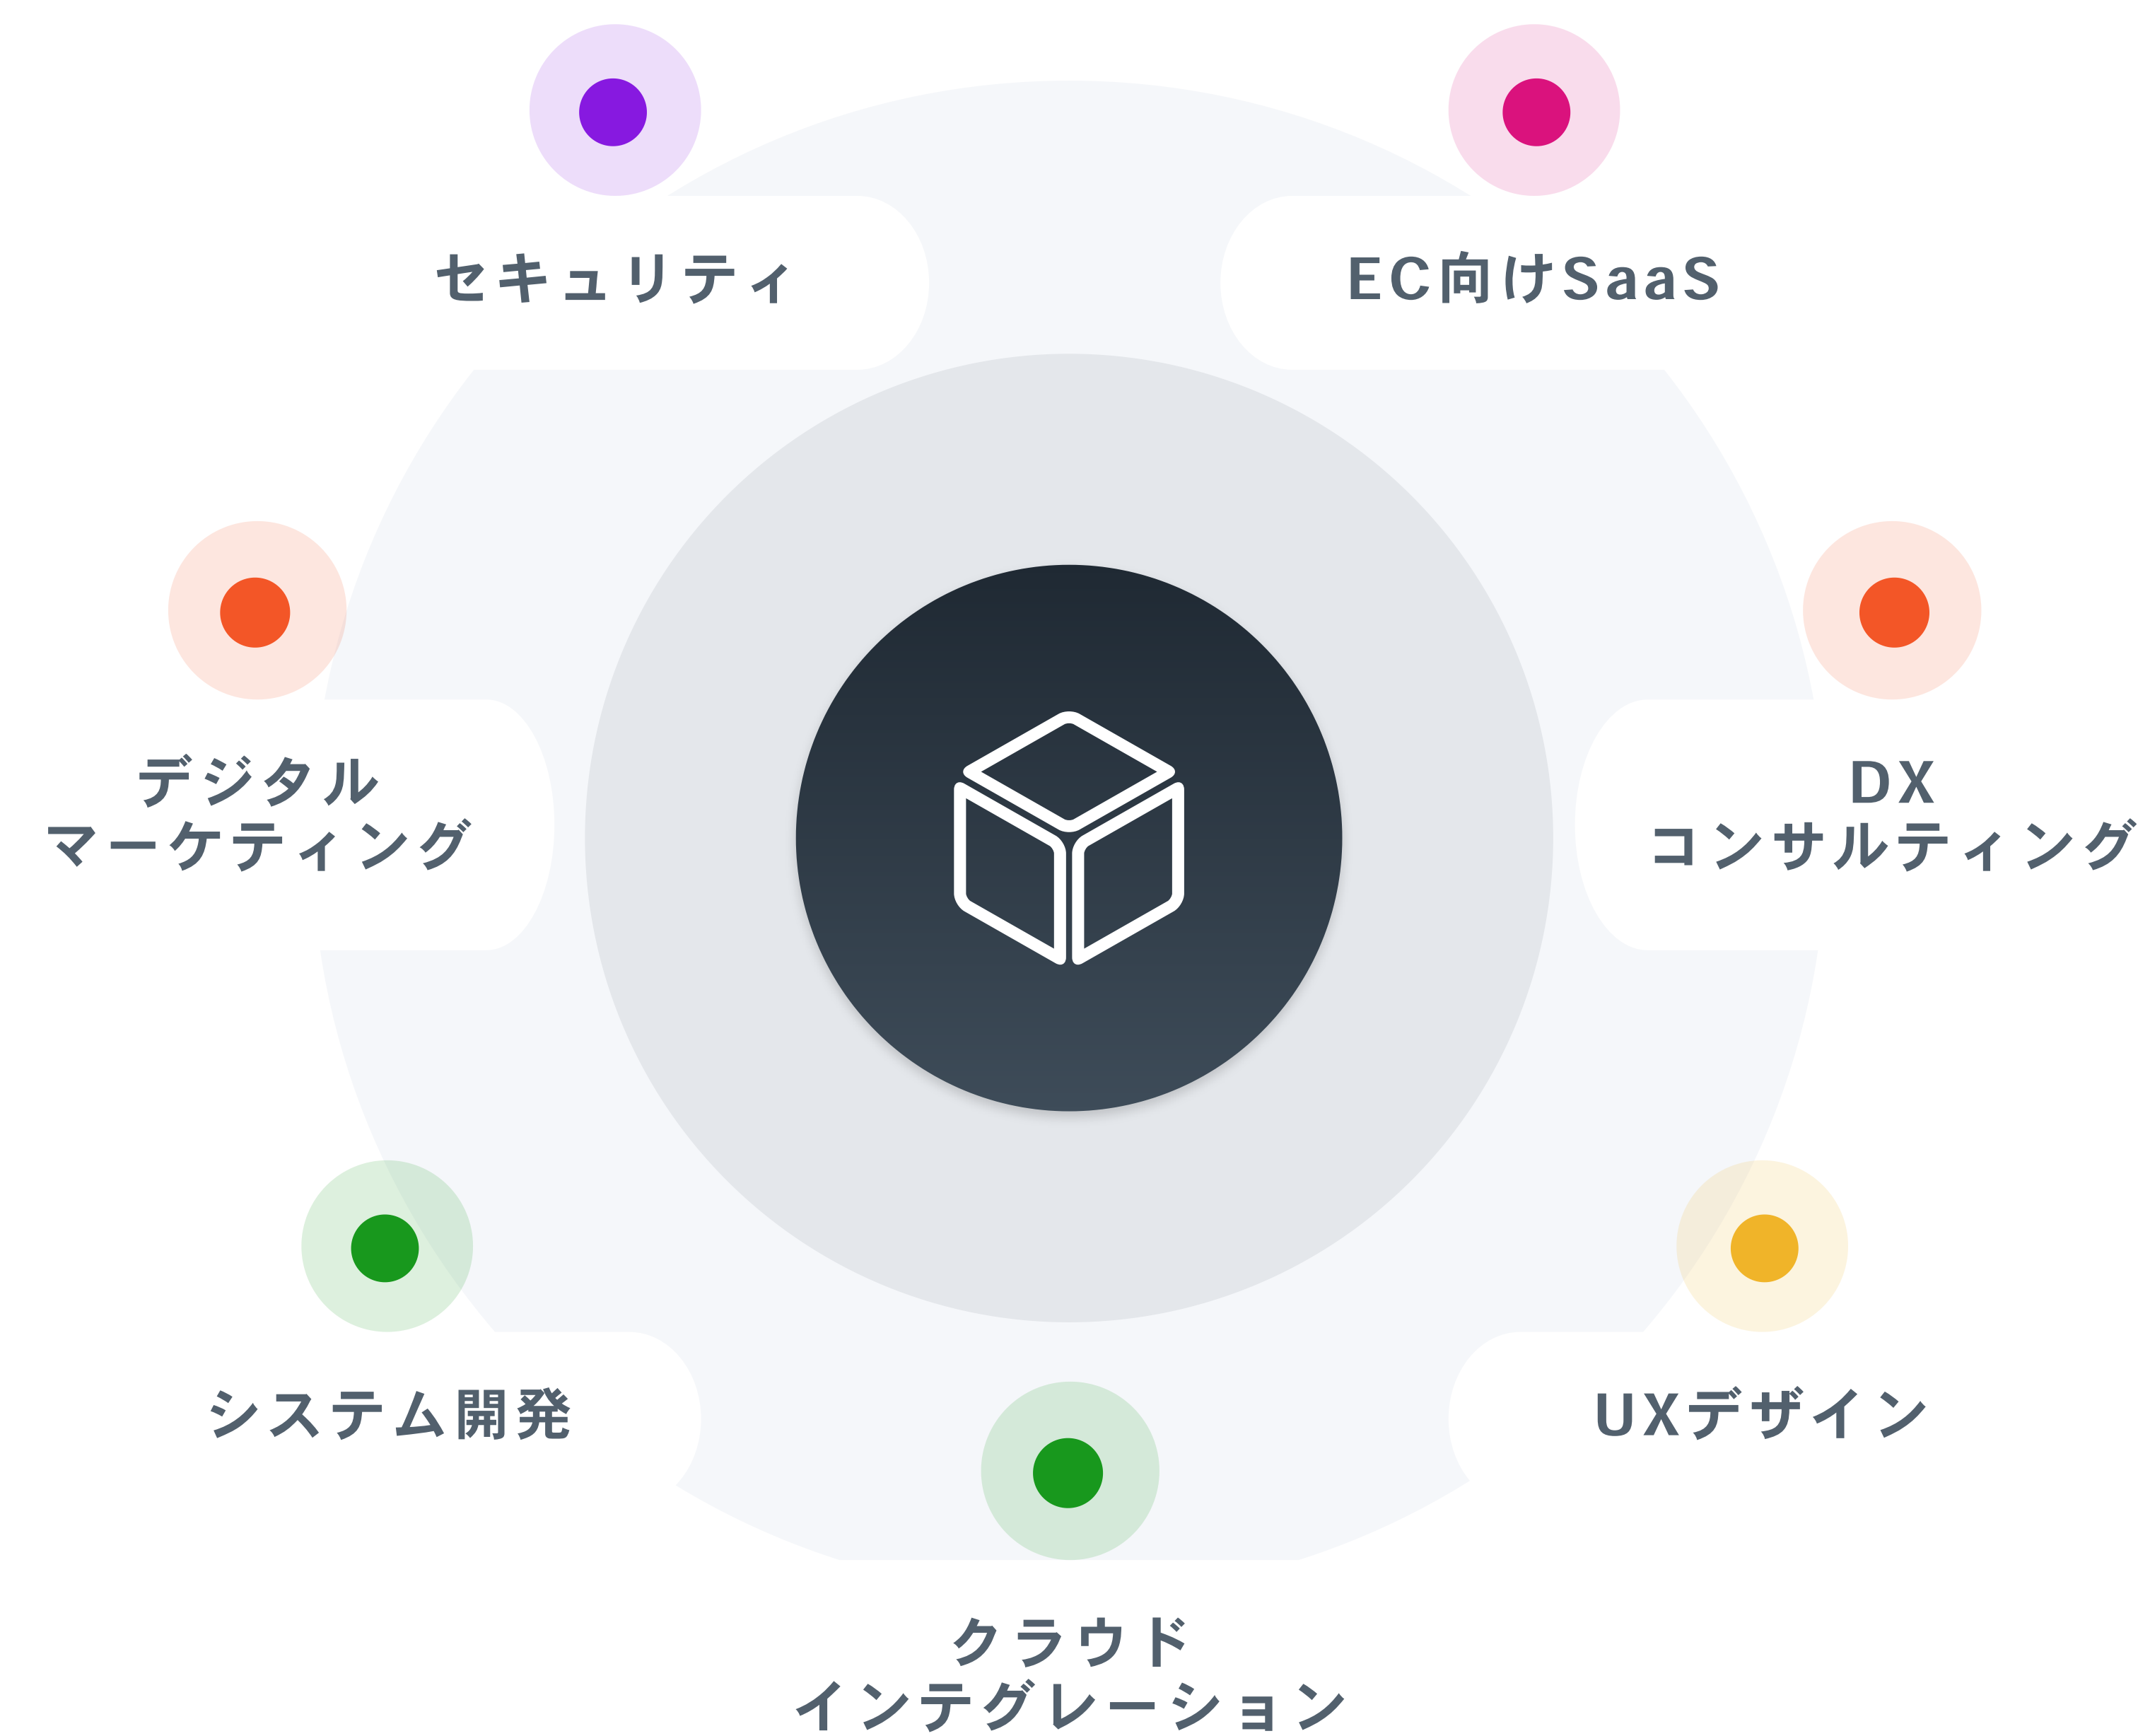 セキュリティ
EC向けSaaS
デジタル
マーケティング
DX
コンサルティング
システム開発
UXデザイン
クラウド
インテグレーション